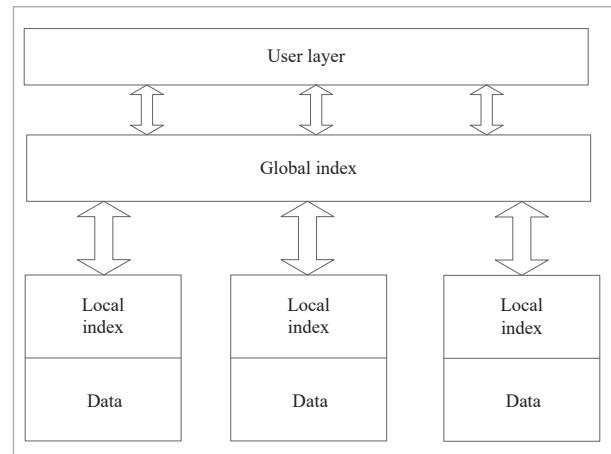 User layer
Global index
Local
index
Local
index
Local
index
Data
Data
Data